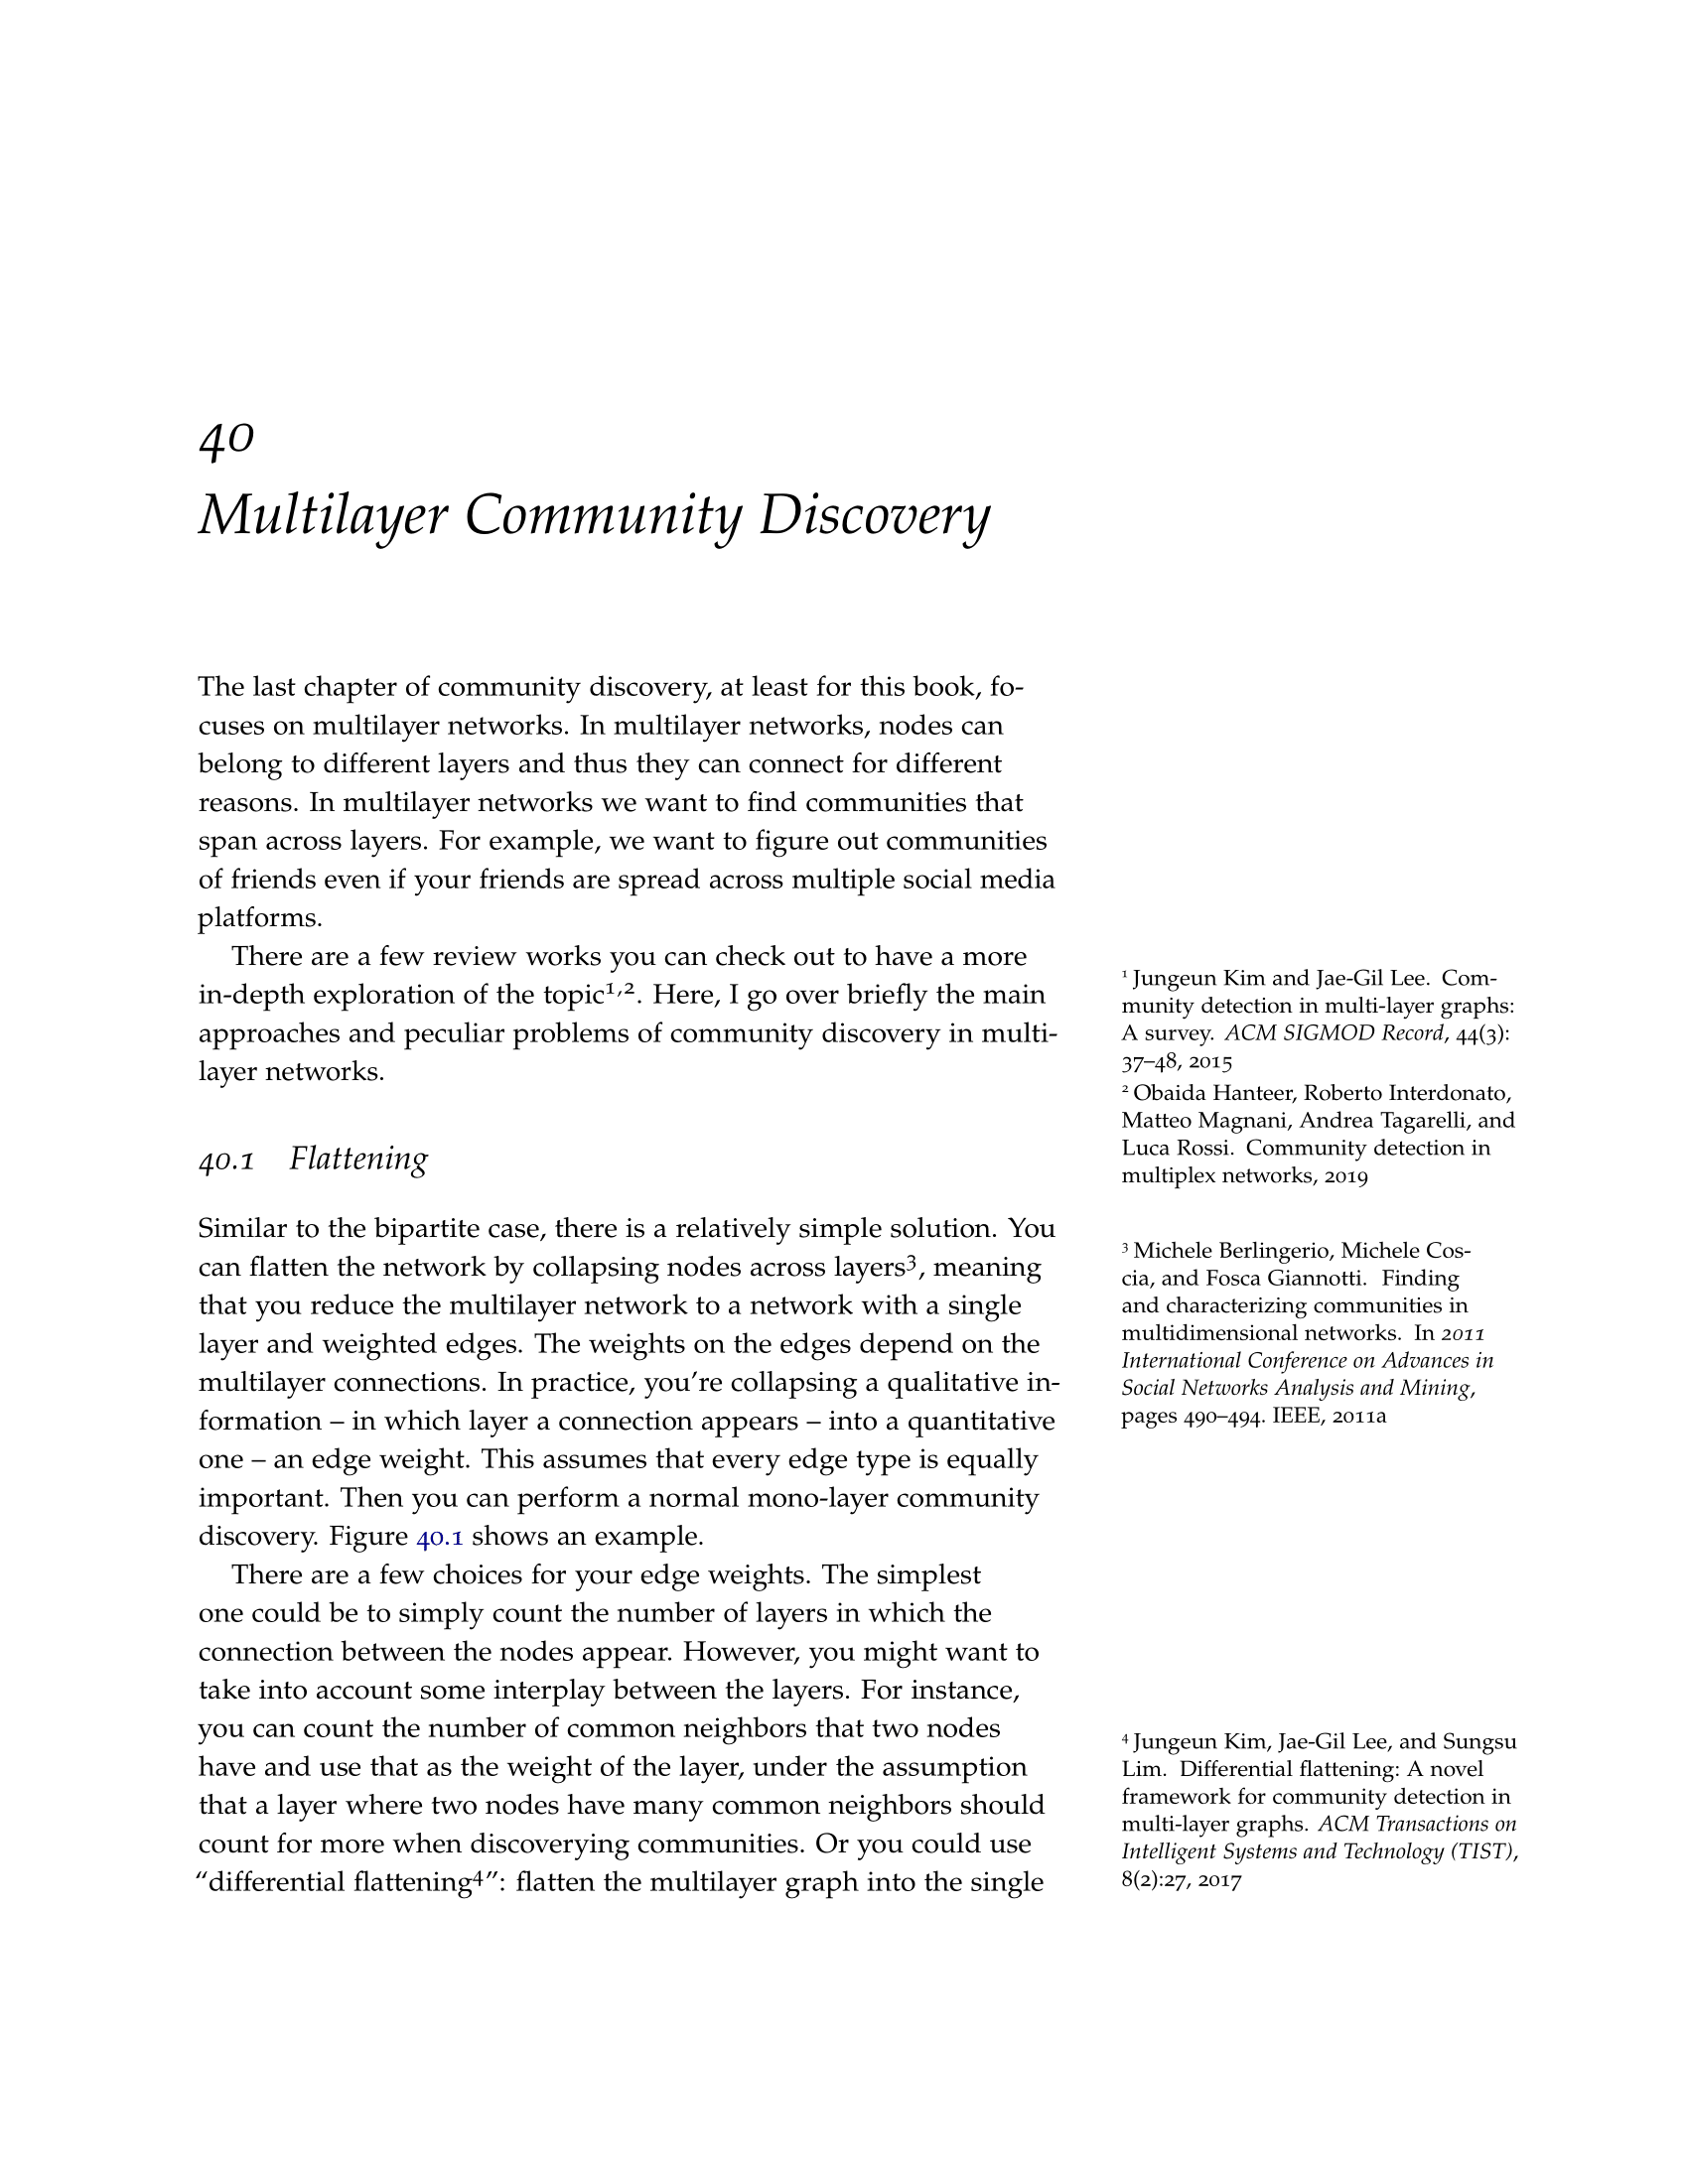 40
Multilayer Community Discovery
The last chapter of community discovery, at least for this book, fo-
cuses on multilayer networks. In multilayer networks, nodes can
belong to different layers and thus they can connect for different
reasons. In multilayer networks we want to find communities that
span across layers. For example, we want to figure out communities
of friends even if your friends are spread across multiple social media
platforms.
There are a few review works you can check out to have a more
in-depth exploration of the topic¹,². Here, I go over briefly the main
approaches and peculiar problems of community discovery in multi-
layer networks.
¹ Jungeun Kim and Jae-Gil Lee. Com-
munity detection in multi-layer graphs:
A survey. ACM SIGMOD Record, 44(3):
37–48, 2015
² Obaida Hanteer, Roberto Interdonato,
Matteo Magnani, Andrea Tagarelli, and
Luca Rossi. Community detection in
multiplex networks, 2019
40.1 Flattening
Similar to the bipartite case, there is a relatively simple solution. You
can flatten the network by collapsing nodes across layers³, meaning
that you reduce the multilayer network to a network with a single
layer and weighted edges. The weights on the edges depend on the
multilayer connections. In practice, you're collapsing a qualitative in-
formation – in which layer a connection appears – into a quantitative
one – an edge weight. This assumes that every edge type is equally
important. Then you can perform a normal mono-layer community
discovery. Figure 40.1 shows an example.
³ Michele Berlingerio, Michele Cos-
cia, and Fosca Giannotti. Finding
and characterizing communities in
multidimensional networks. In 2011
International Conference on Advances in
Social Networks Analysis and Mining,
pages 490–494. IEEE, 2011a
There are a few choices for your edge weights. The simplest
one could be to simply count the number of layers in which the
connection between the nodes appear. However, you might want to
take into account some interplay between the layers. For instance,
you can count the number of common neighbors that two nodes
have and use that as the weight of the layer, under the assumption
that a layer where two nodes have many common neighbors should
count for more when discoverying communities. Or you could use
“differential flattening⁴”: flatten the multilayer graph into the single
⁴ Jungeun Kim, Jae-Gil Lee, and Sungsu
Lim. Differential flattening: A novel
framework for community detection in
multi-layer graphs. ACM Transactions on
Intelligent Systems and Technology (TIST),
8(2):27, 2017